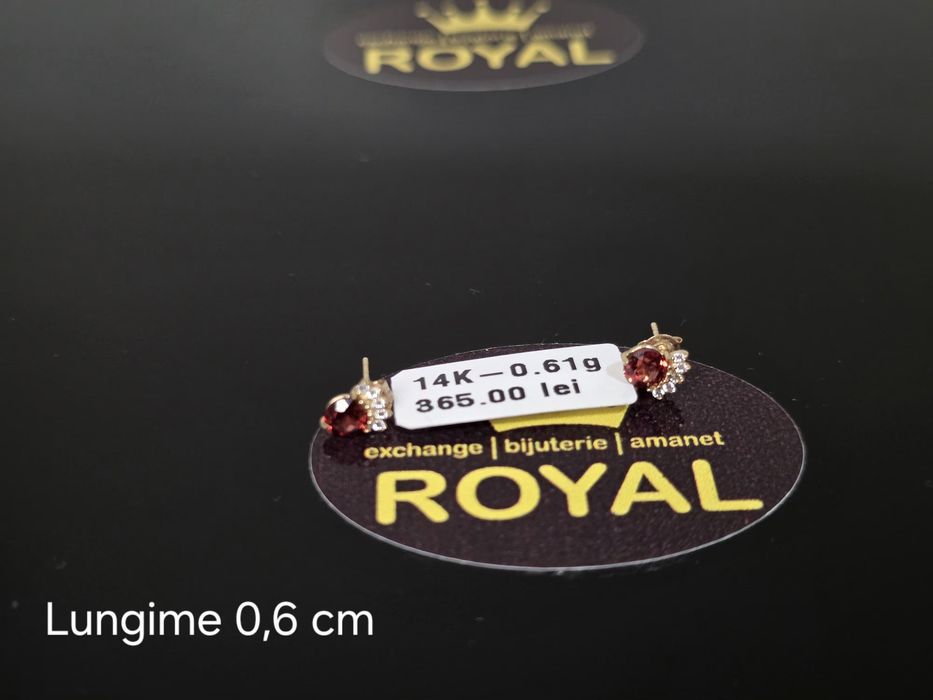 ROYAL
14K—0.61g
365.00 lei
exchange | bijuterie | amanet
ROYAL
Lungime 0,6 cm